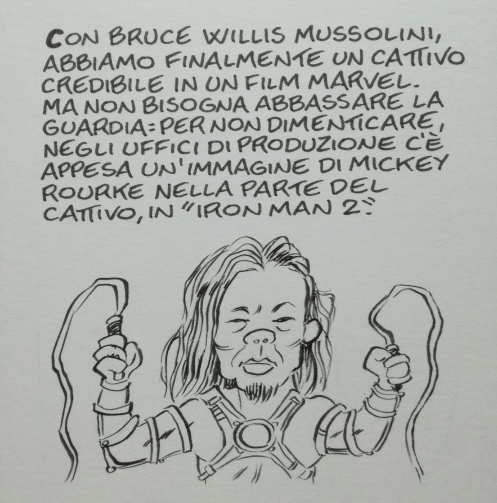 CON BRUCE WILLIS MUSSOLINI,
ABBIAMO FINALMENTE UN CATTIVO
CREDIBILE IN UN FILM MARVEL.
MA NON BISOGNA ABBASSARE LA
GUARDIA: PER NON DIMENTICARE,
NEGLI UFFICI DI PRODUZIONE C'È
APPESA UN'IMMAGINE DI MICKEY
ROURKE NELLA PARTE DEL
CATTIVO, IN "IRON MAN 2".